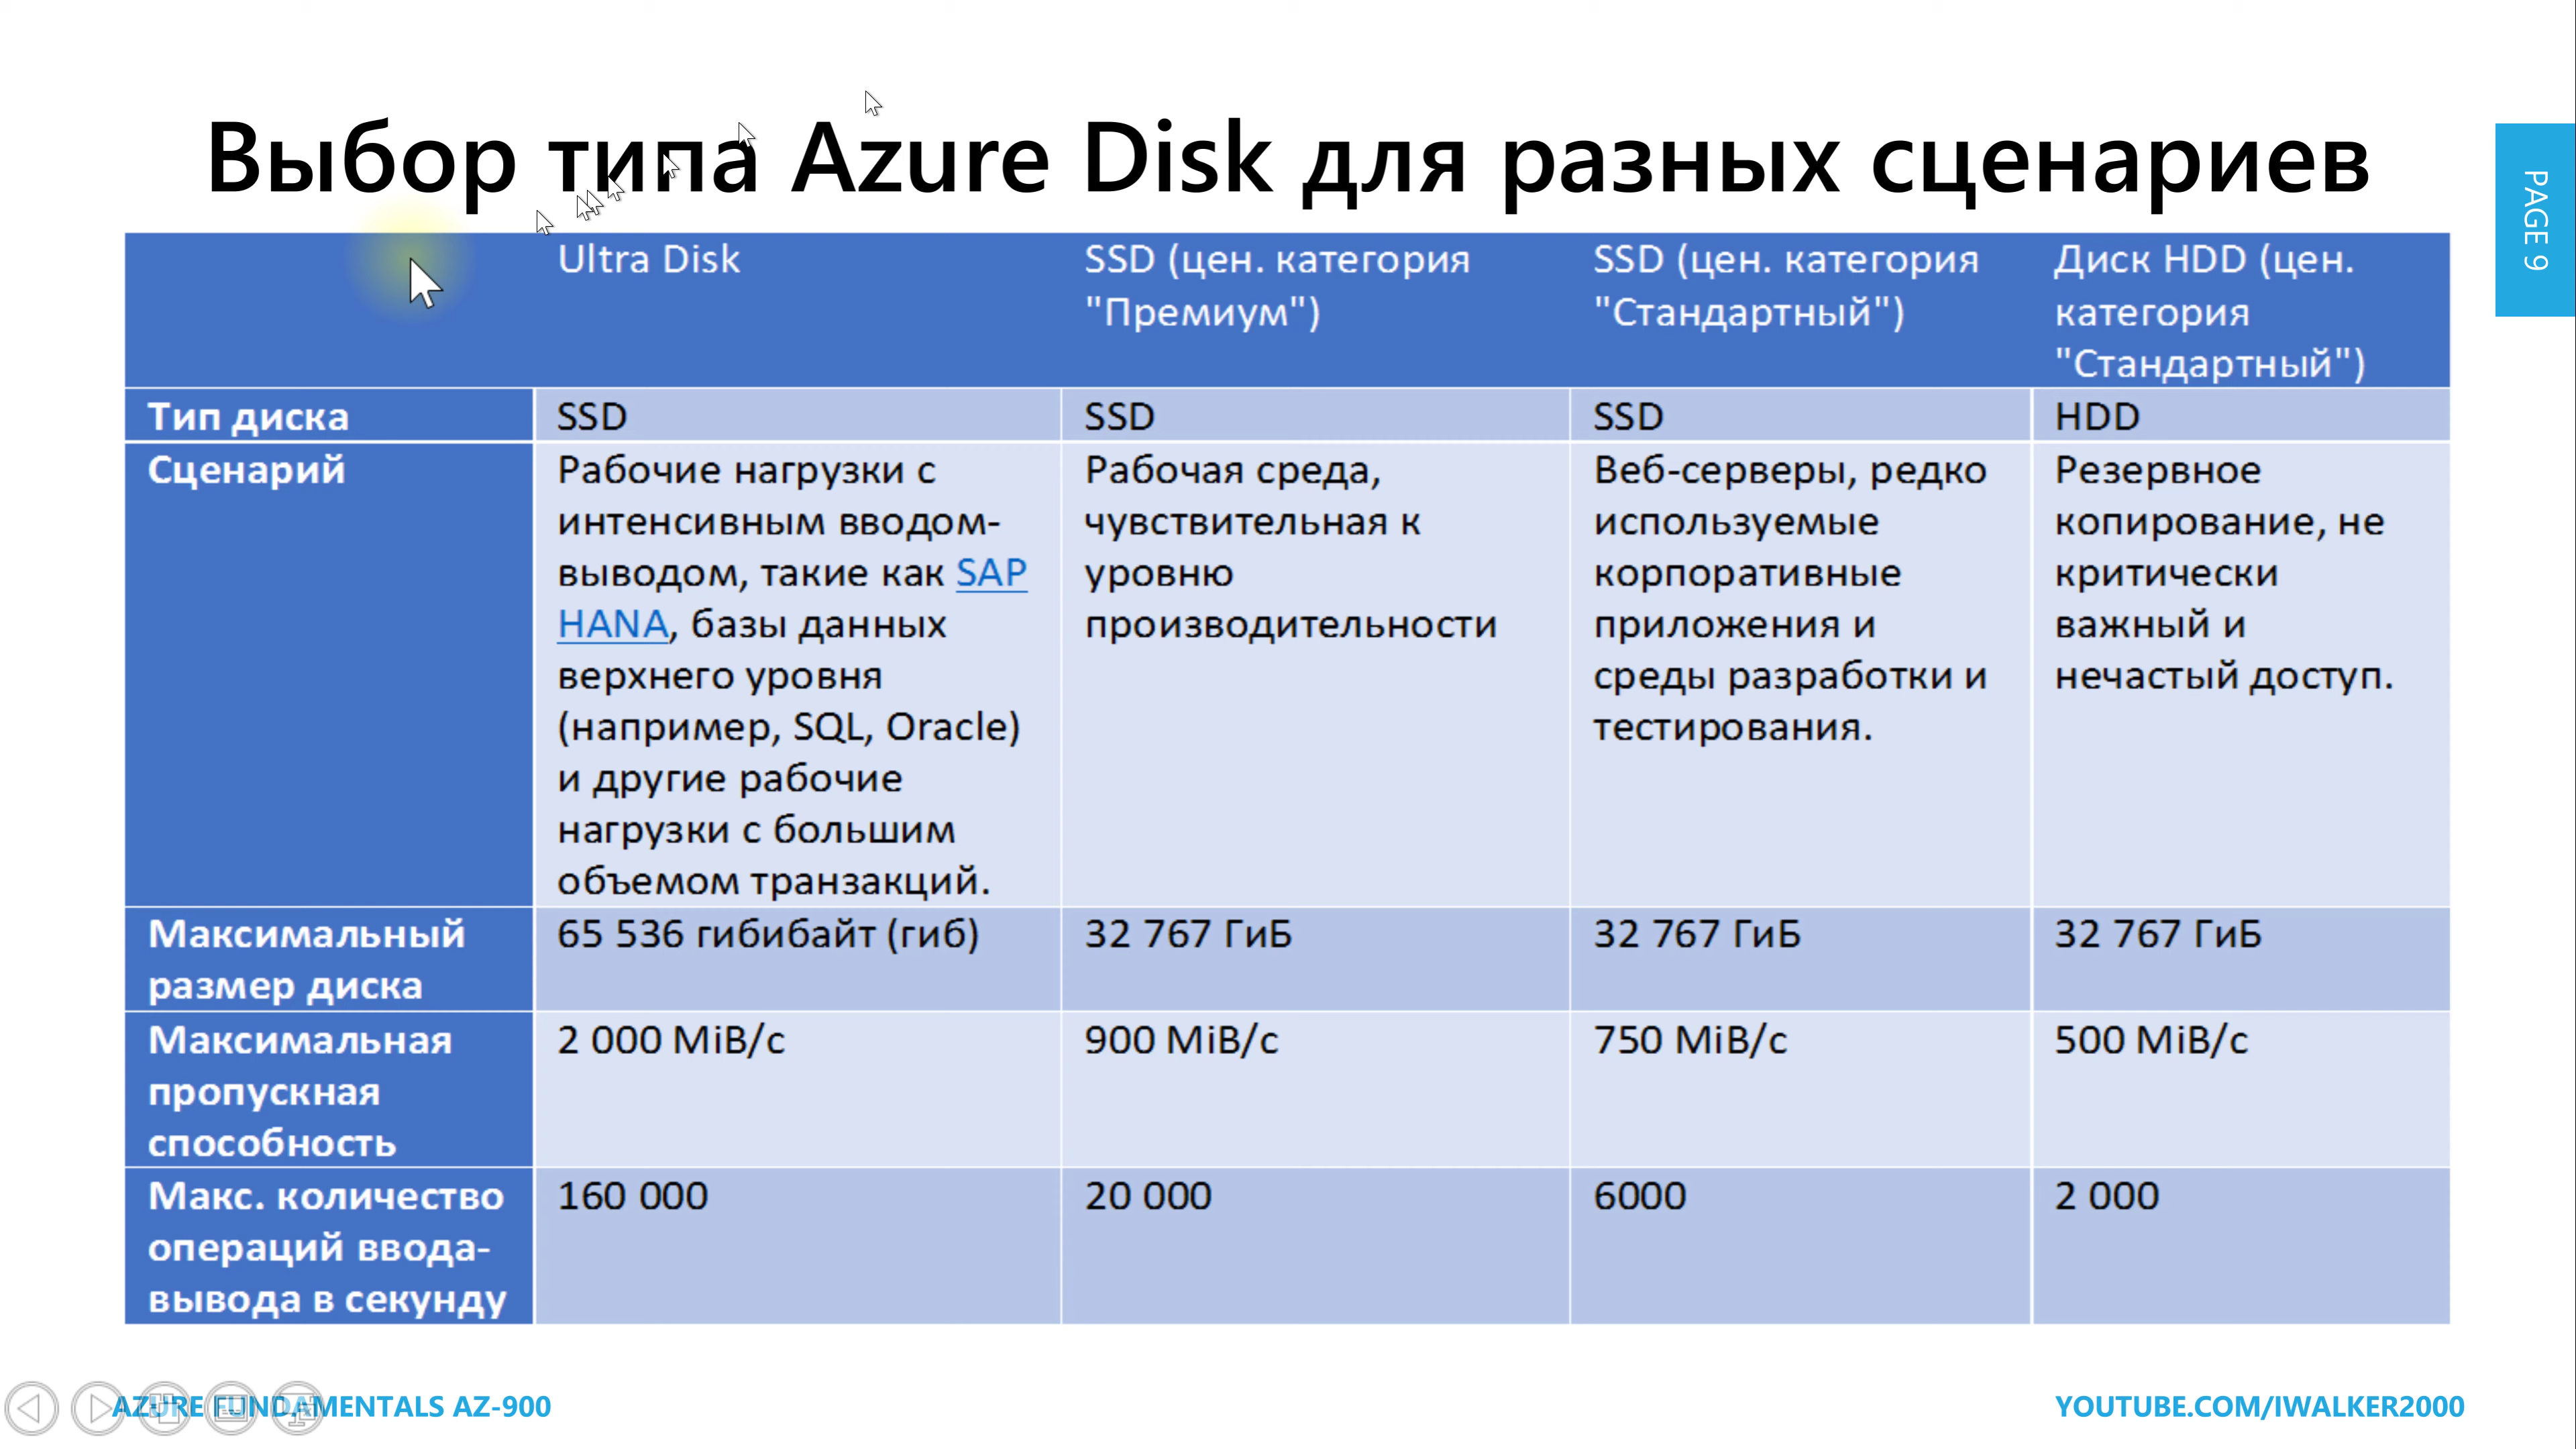 Выбор типа Azure Disk для разных сценариев
PAGE 9
Ultra Disk
SSD (цен. категория
"Премиум")
SSD (цен. категория
"Стандартный")
Диск HDD (цен.
категория
"Стандартный")
Тип диска
SSD
SSD
SSD
HDD
Сценарий
Рабочие нагрузки с
интенсивным вводом-
выводом, такие как SAP
HANA, базы данных
верхнего уровня
(например, SQL, Oracle)
и другие рабочие
нагрузки с большим
объемом транзакций.
Рабочая среда,
чувствительная к
уровню
производительности
Веб-серверы, редко
используемые
корпоративные
приложения и
среды разработки и
тестирования.
Резервное
копирование, не
критически
важный и
нечастый доступ.
Максимальный
размер диска
65 536 гибибайт (гиб)
32 767 ГиБ
32 767 ГиБ
32 767 ГиБ
Максимальная
пропускная
способность
2 000 MiB/с
900 MiB/с
750 MiB/с
500 MiB/с
Макс. количество
операций ввода-
вывода в секунду
160 000
20 000
6000
2 000
AZURE FUNDAMENTALS AZ-900
YOUTUBE.COM/IWALKER2000